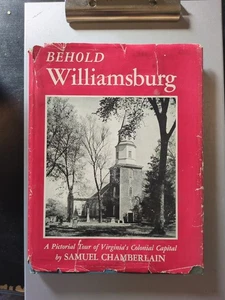 BEHOLD
Williamsburg
A Pictorial Tour of Virginia's Colonial Capital
by SAMUEL CHAMBERLAIN